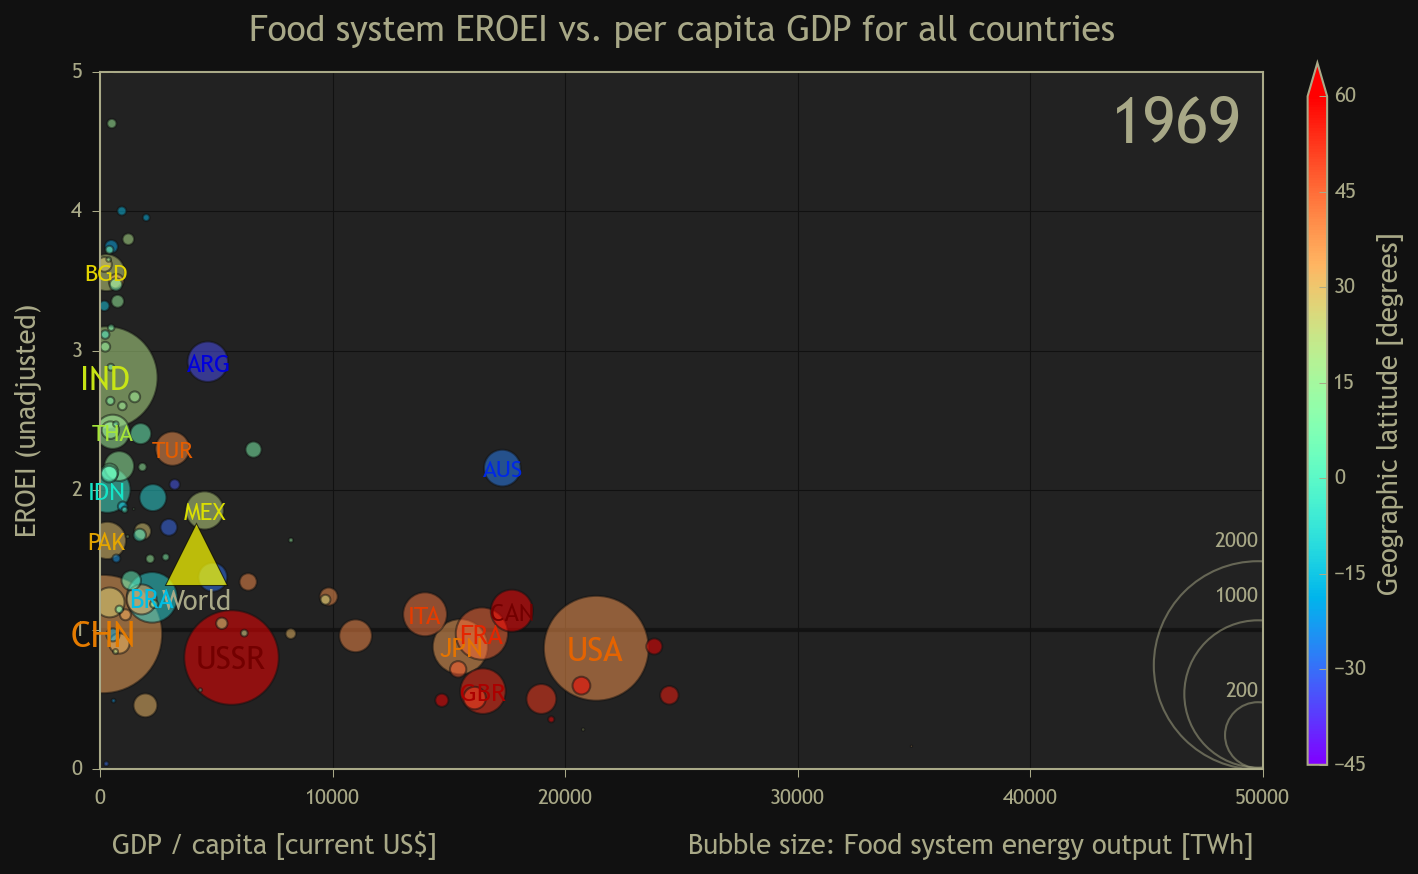 Food system EROEI vs. per capita GDP for all countries
1969
EROEI (unadjusted)
5
4
3
2
1
0
BGD
ARG
IND
THA
TUR
AUS
IDN
MEX
PAK
BRA
World
ITA
CAN
CHN
FRA
JPN
USSR
USA
GBR
2000
1000
200
0
10000
20000
30000
40000
50000
GDP / capita [current US$]
Bubble size: Food system energy output [TWh]
60
45
30
15
0
−15
−30
−45
Geographic latitude [degrees]